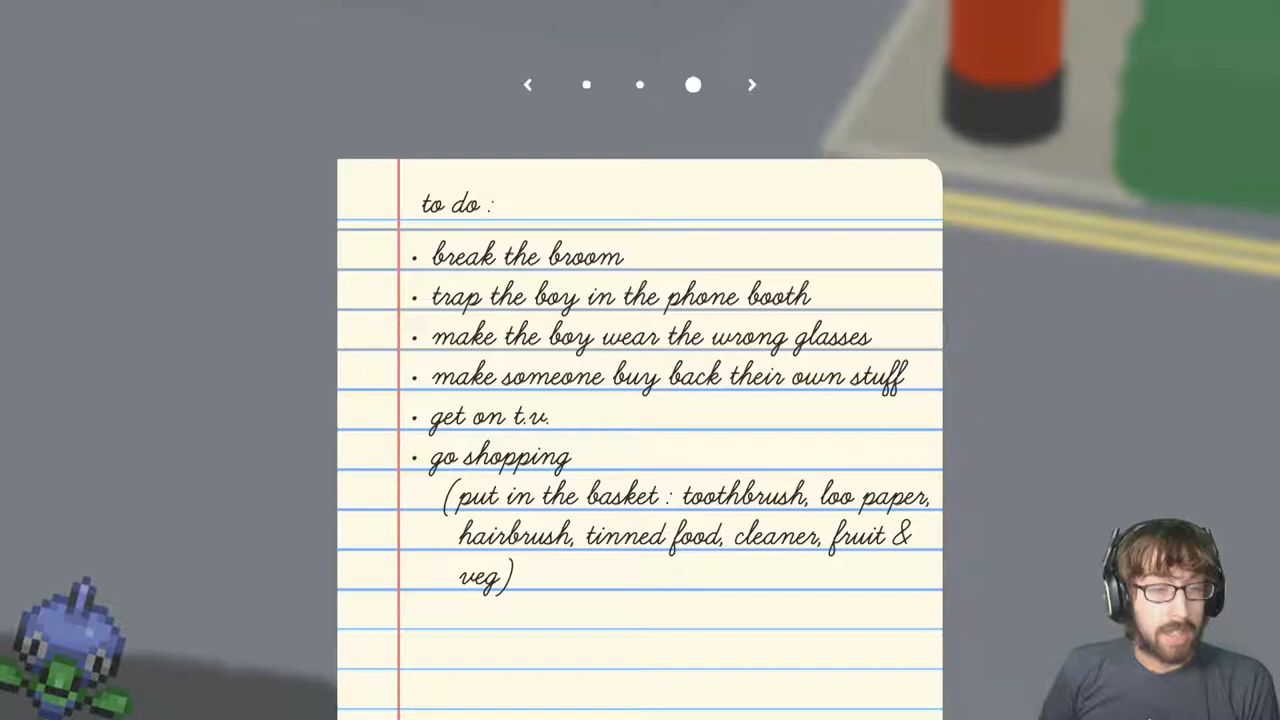 to do :
• break the broom
• trap the boy in the phone booth
• make the boy wear the wrong glasses
• make someone buy back their own stuff
• get on t.v.
• go shopping
(put in the basket : toothbrush, loo paper,
hairbrush, tinned food, cleaner, fruit &
veg)